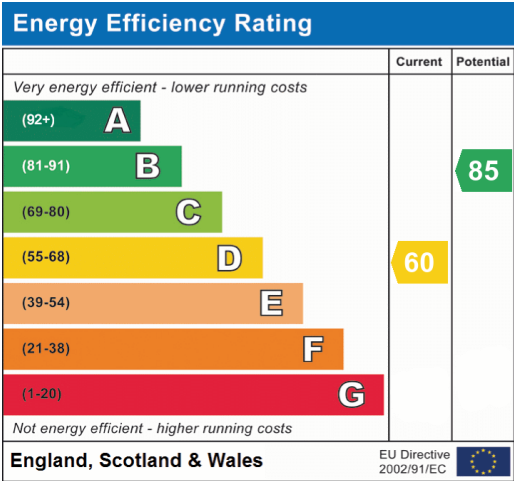 Energy Efficiency Rating
Current Potential
Very energy efficient - lower running costs
(92+) A
(81-91) B
85
(69-80) C
(55-68) D
60
(39-54) E
(21-38) F
(1-20) G
Not energy efficient - higher running costs
England, Scotland & Wales
EU Directive
2002/91/EC